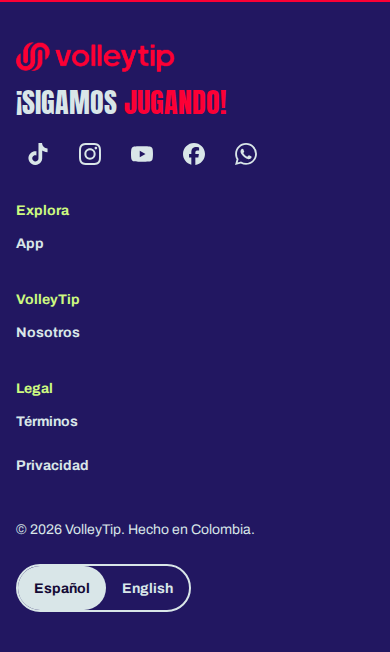 volleytip
¡SIGAMOS JUGANDO!
Explora
App
VolleyTip
Nosotros
Legal
Términos
Privacidad
© 2026 VolleyTip. Hecho en Colombia.
Español English